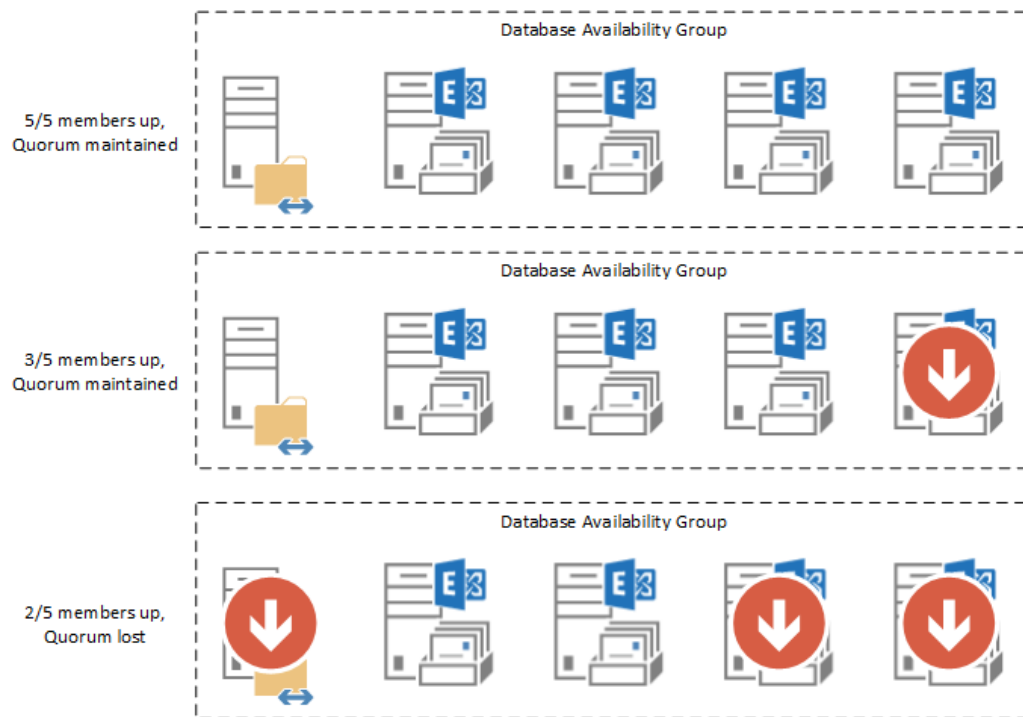 Database Availability Group
5/5 members up,
Quorum maintained
Database Availability Group
3/5 members up,
Quorum maintained
Database Availability Group
2/5 members up,
Quorum lost